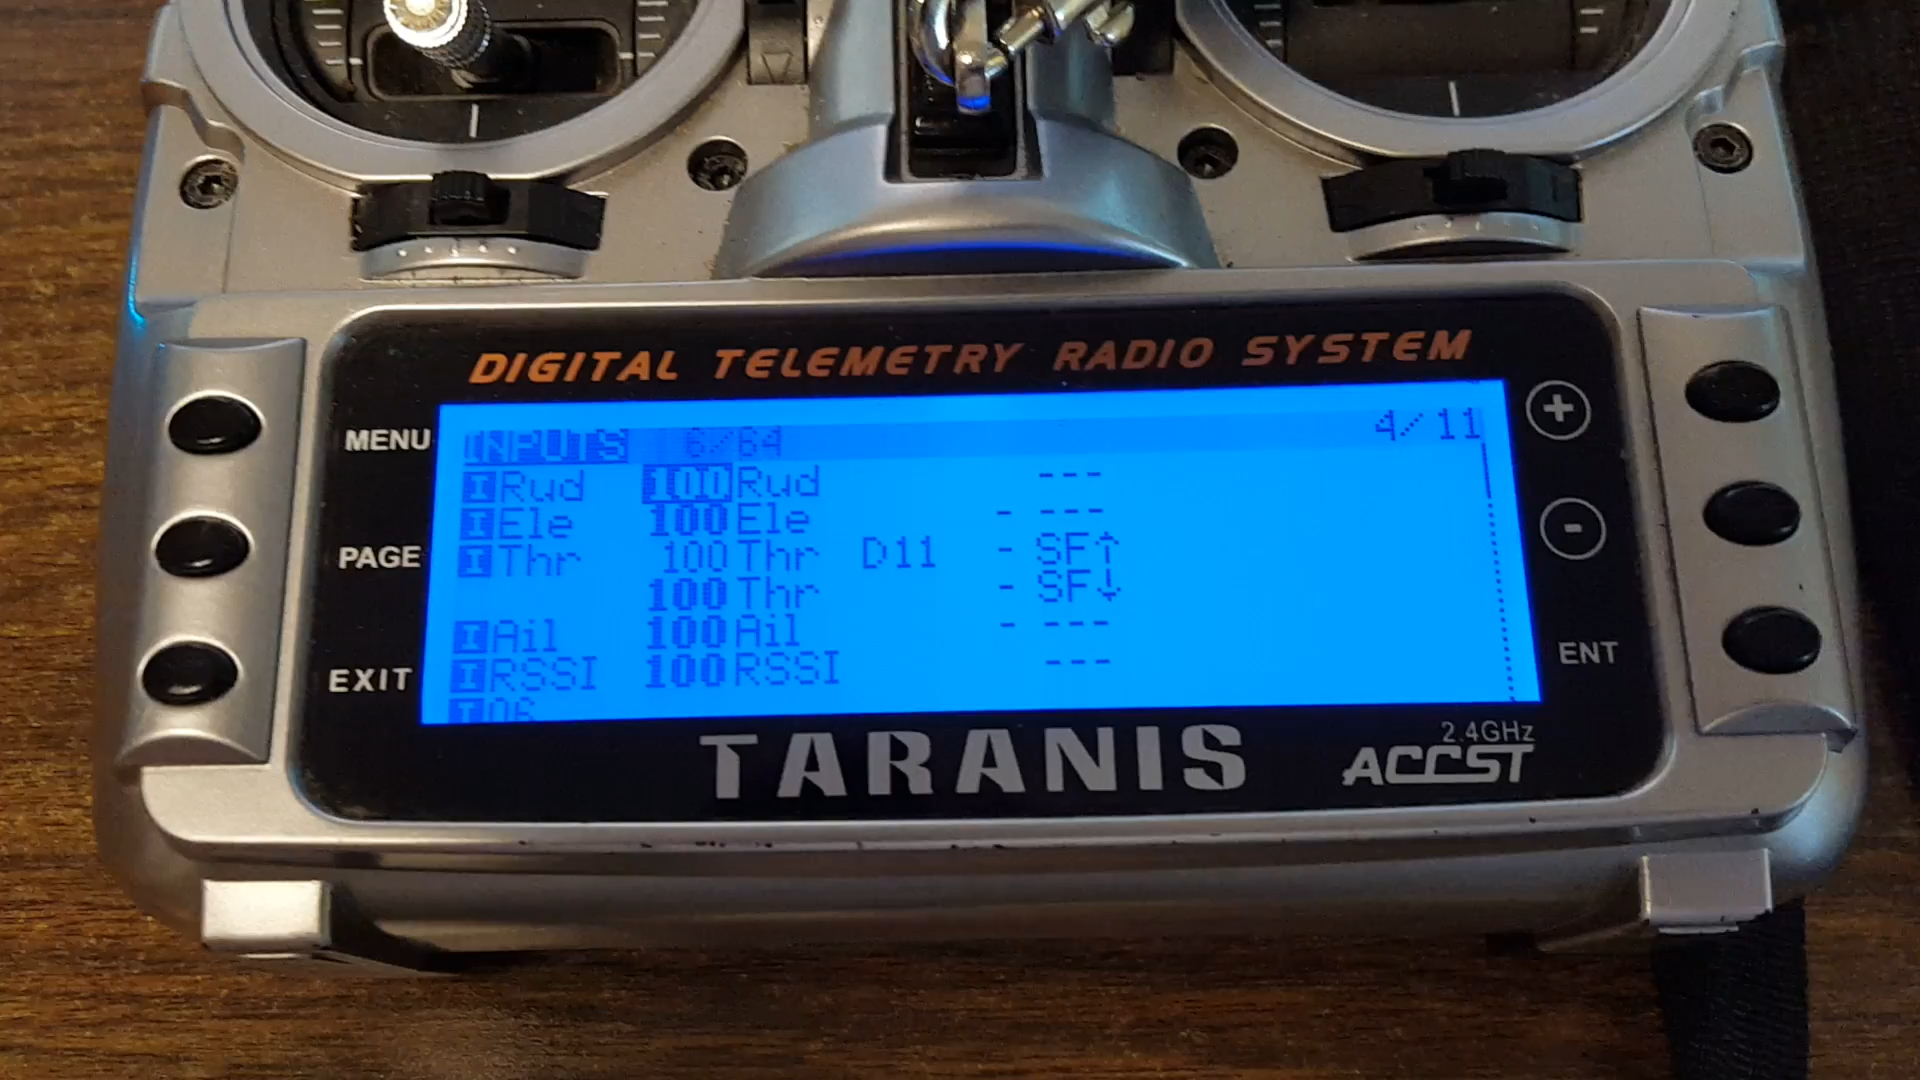 DIGITAL TELEMETRY RADIO SYSTEM
MENU
PAGE
EXIT
INPUTS 6/64 4/11
I Rud 100 Rud ---
I Ele 100 Ele - ---
I Thr 100 Thr D11 - SF↑
100 Thr - SF↓
I Ail 100 Ail - ---
I RSSI 100 RSSI ---
I 06
+
-
ENT
TARANIS
2.4GHz
ACCST